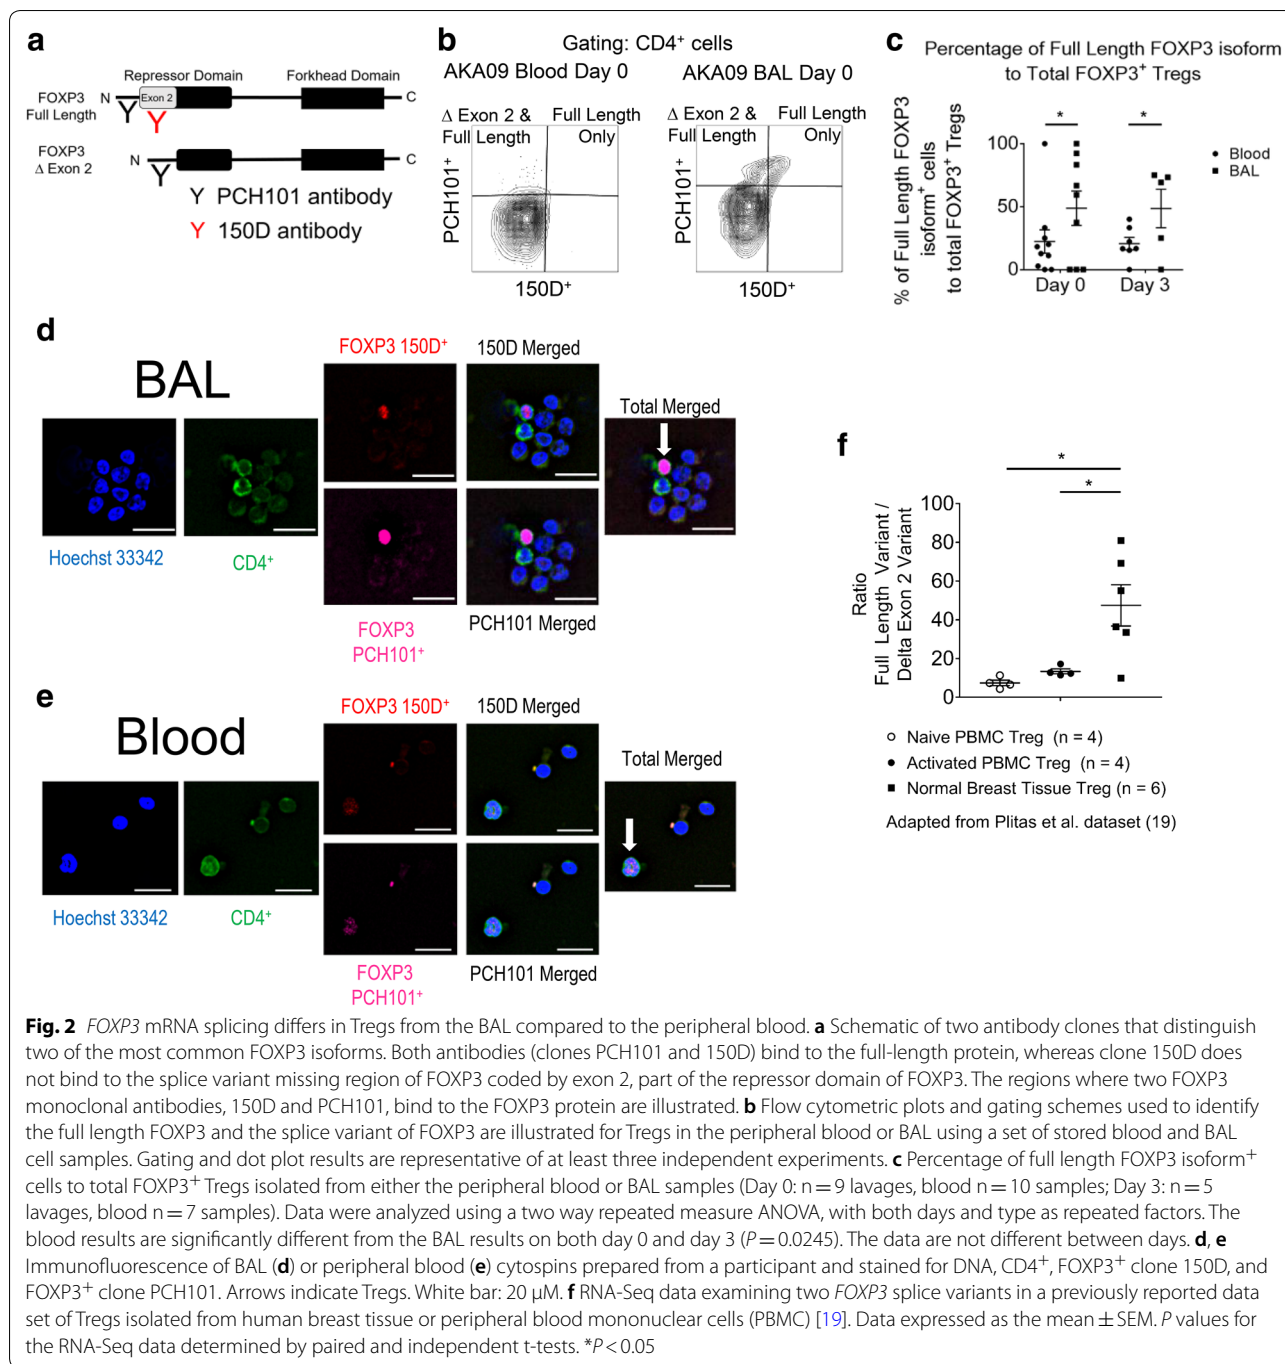 a
Repressor Domain
Forkhead Domain
FOXP3
Full Length
N
Exon 2
C
FOXP3
Δ Exon 2
N
C
PCH101 antibody
150D antibody
b
Gating: CD4+ cells
AKA09 Blood Day 0
AKA09 BAL Day 0
Δ Exon 2 &
Full Length
Full Length
Only
Δ Exon 2 &
Full Length
Full Length
Only
PCH101+
PCH101+
150D+
150D+
c
Percentage of Full Length FOXP3 isoform
to Total FOXP3+ Tregs
% of Full Length FOXP3
isoform+ cells
to total FOXP3+ Tregs
100
50
0
*
*
Blood
BAL
Day 0
Day 3
d
BAL
FOXP3 150D+
150D Merged
Total Merged
Hoechst 33342
CD4+
FOXP3
PCH101+
PCH101 Merged
e
Blood
FOXP3 150D+
150D Merged
Total Merged
Hoechst 33342
CD4+
FOXP3
PCH101+
PCH101 Merged
f
*
*
Ratio
Full Length Variant /
Delta Exon 2 Variant
100
80
60
40
20
0
Naive PBMC Treg (n = 4)
Activated PBMC Treg (n = 4)
Normal Breast Tissue Treg (n = 6)
Adapted from Plitas et al. dataset (19)
Fig. 2 FOXP3 mRNA splicing differs in Tregs from the BAL compared to the peripheral blood. a Schematic of two antibody clones that distinguish
two of the most common FOXP3 isoforms. Both antibodies (clones PCH101 and 150D) bind to the full-length protein, whereas clone 150D does
not bind to the splice variant missing region of FOXP3 coded by exon 2, part of the repressor domain of FOXP3. The regions where two FOXP3
monoclonal antibodies, 150D and PCH101, bind to the FOXP3 protein are illustrated. b Flow cytometric plots and gating schemes used to identify
the full length FOXP3 and the splice variant of FOXP3 are illustrated for Tregs in the peripheral blood or BAL using a set of stored blood and BAL
cell samples. Gating and dot plot results are representative of at least three independent experiments. c Percentage of full length FOXP3 isoform+
cells to total FOXP3+ Tregs isolated from either the peripheral blood or BAL samples (Day 0: n = 9 lavages, blood n = 10 samples; Day 3: n = 5
lavages, blood n = 7 samples). Data were analyzed using a two way repeated measure ANOVA, with both days and type as repeated factors. The
blood results are significantly different from the BAL results on both day 0 and day 3 (P = 0.0245). The data are not different between days. d, e
Immunofluorescence of BAL (d) or peripheral blood (e) cytospins prepared from a participant and stained for DNA, CD4+, FOXP3+ clone 150D, and
FOXP3+ clone PCH101. Arrows indicate Tregs. White bar: 20 μM. f RNA-Seq data examining two FOXP3 splice variants in a previously reported data
set of Tregs isolated from human breast tissue or peripheral blood mononuclear cells (PBMC) [19]. Data expressed as the mean ± SEM. P values for
the RNA-Seq data determined by paired and independent t-tests. *P < 0.05